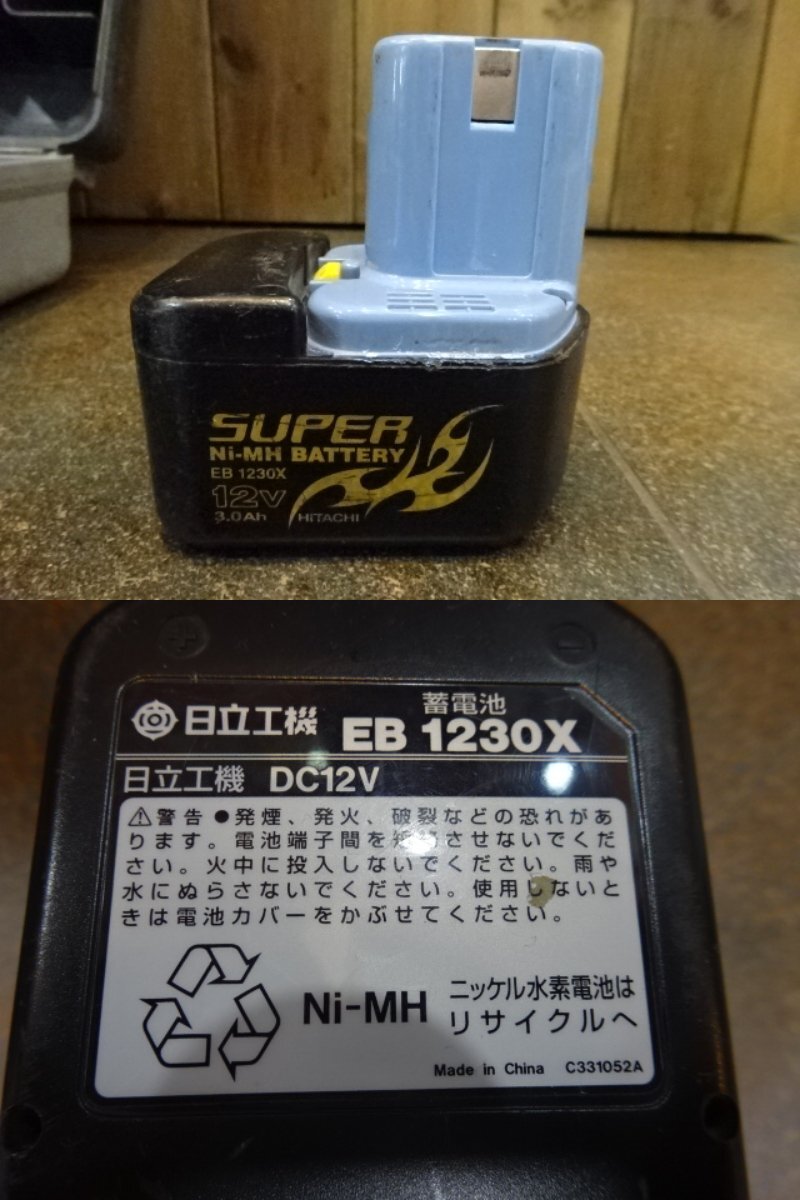 SUPER
Ni-MH BATTERY
EB 1230X
12V
3.0Ah HITACHI
蓄電池
日立工機 EB 1230X
日立工機 DC12V
警告 ●発煙、発火、破裂などの恐れがあ
ります。電池端子間を短絡させないでくだ
さい。火中に投入しないでください。雨や
水にぬらさないでください。使用しないと
きは電池カバーをかぶせてください。
Ni-MH
ニッケル水素電池は
リサイクルへ
Made in China C331052A